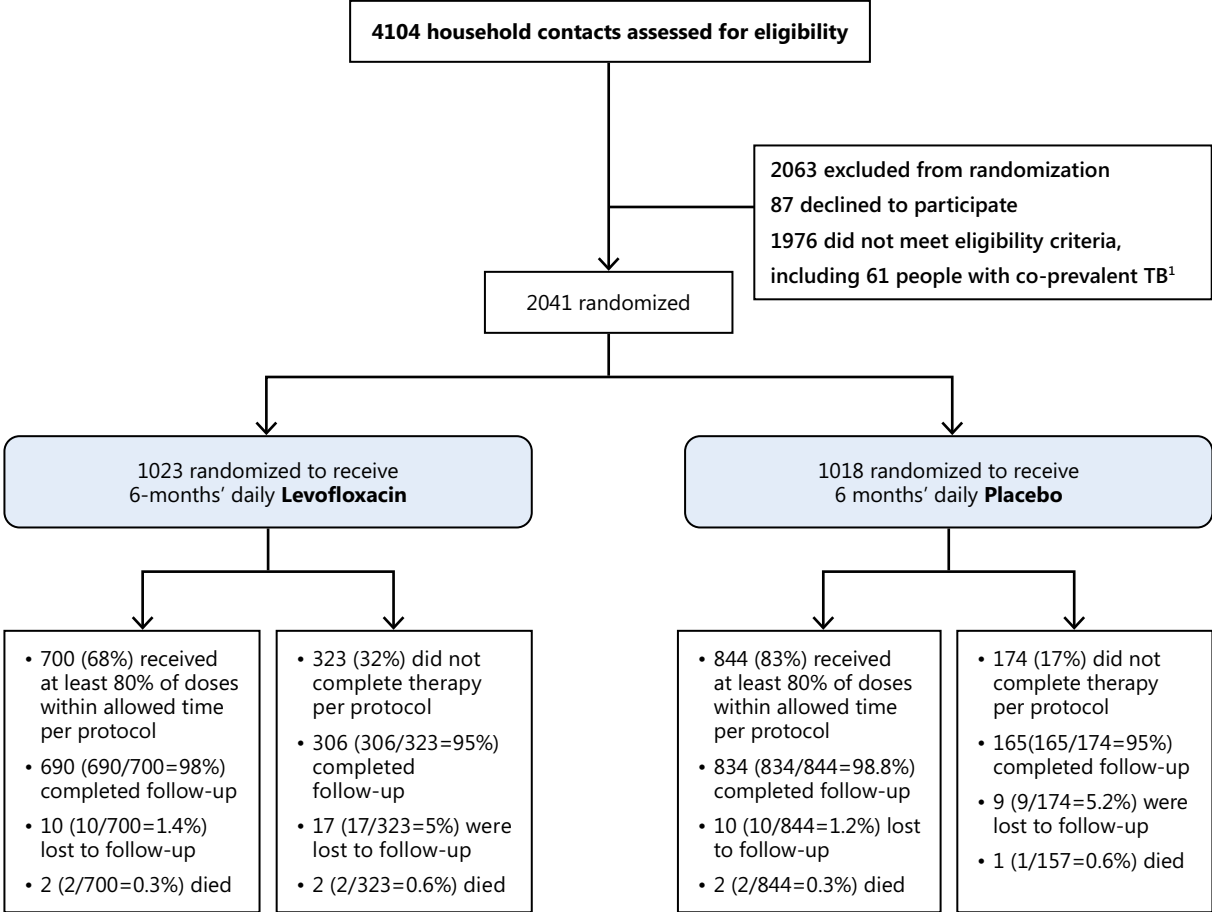 4104 household contacts assessed for eligibility
2063 excluded from randomization
87 declined to participate
1976 did not meet eligibility criteria,
including 61 people with co-prevalent TB¹
2041 randomized
1023 randomized to receive
6-months’ daily Levofloxacin
1018 randomized to receive
6 months’ daily Placebo
• 700 (68%) received
at least 80% of doses
within allowed time
per protocol
• 690 (690/700=98%)
completed follow-up
• 10 (10/700=1.4%)
lost to follow-up
• 2 (2/700=0.3%) died
• 323 (32%) did not
complete therapy
per protocol
• 306 (306/323=95%)
completed
follow-up
• 17 (17/323=5%) were
lost to follow-up
• 2 (2/323=0.6%) died
• 844 (83%) received
at least 80% of doses
within allowed time
per protocol
• 834 (834/844=98.8%)
completed follow-up
• 10 (10/844=1.2%) lost
to follow-up
• 2 (2/844=0.3%) died
• 174 (17%) did not
complete therapy
per protocol
• 165(165/174=95%)
completed follow-up
• 9 (9/174=5.2%) were
lost to follow-up
• 1 (1/157=0.6%) died